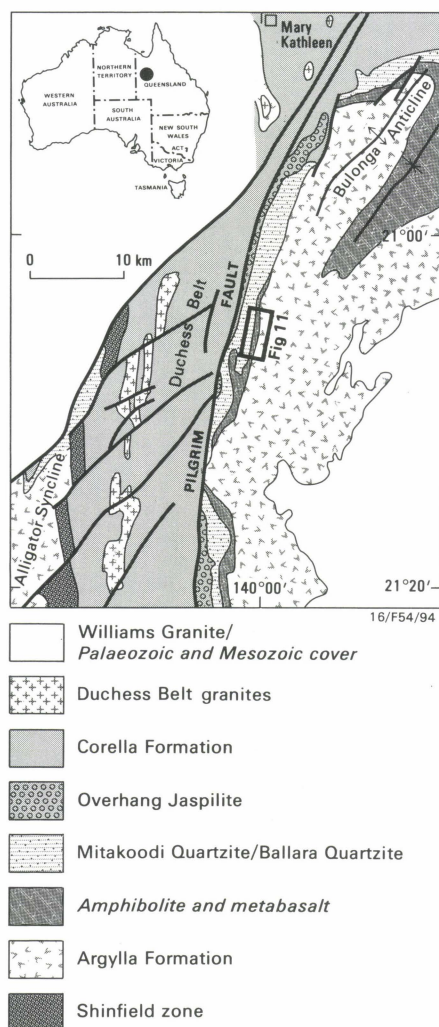 Mary
Kathleen
NORTHERN
TERRITORY
QUEENSLAND
WESTERN
AUSTRALIA
SOUTH
AUSTRALIA
NEW SOUTH
WALES
ACT
VICTORIA
TASMANIA
Bulonga Anticline
21°00′
0 10 km
Duchess Belt
FAULT
Fig 11
PILGRIM
Alligator Syncline
140°00′ 21°20′
16/F54/94
Williams Granite/
Palaeozoic and Mesozoic cover
Duchess Belt granites
Corella Formation
Overhang Jaspilite
Mitakoodi Quartzite/Ballara Quartzite
Amphibolite and metabasalt
Argylla Formation
Shinfield zone